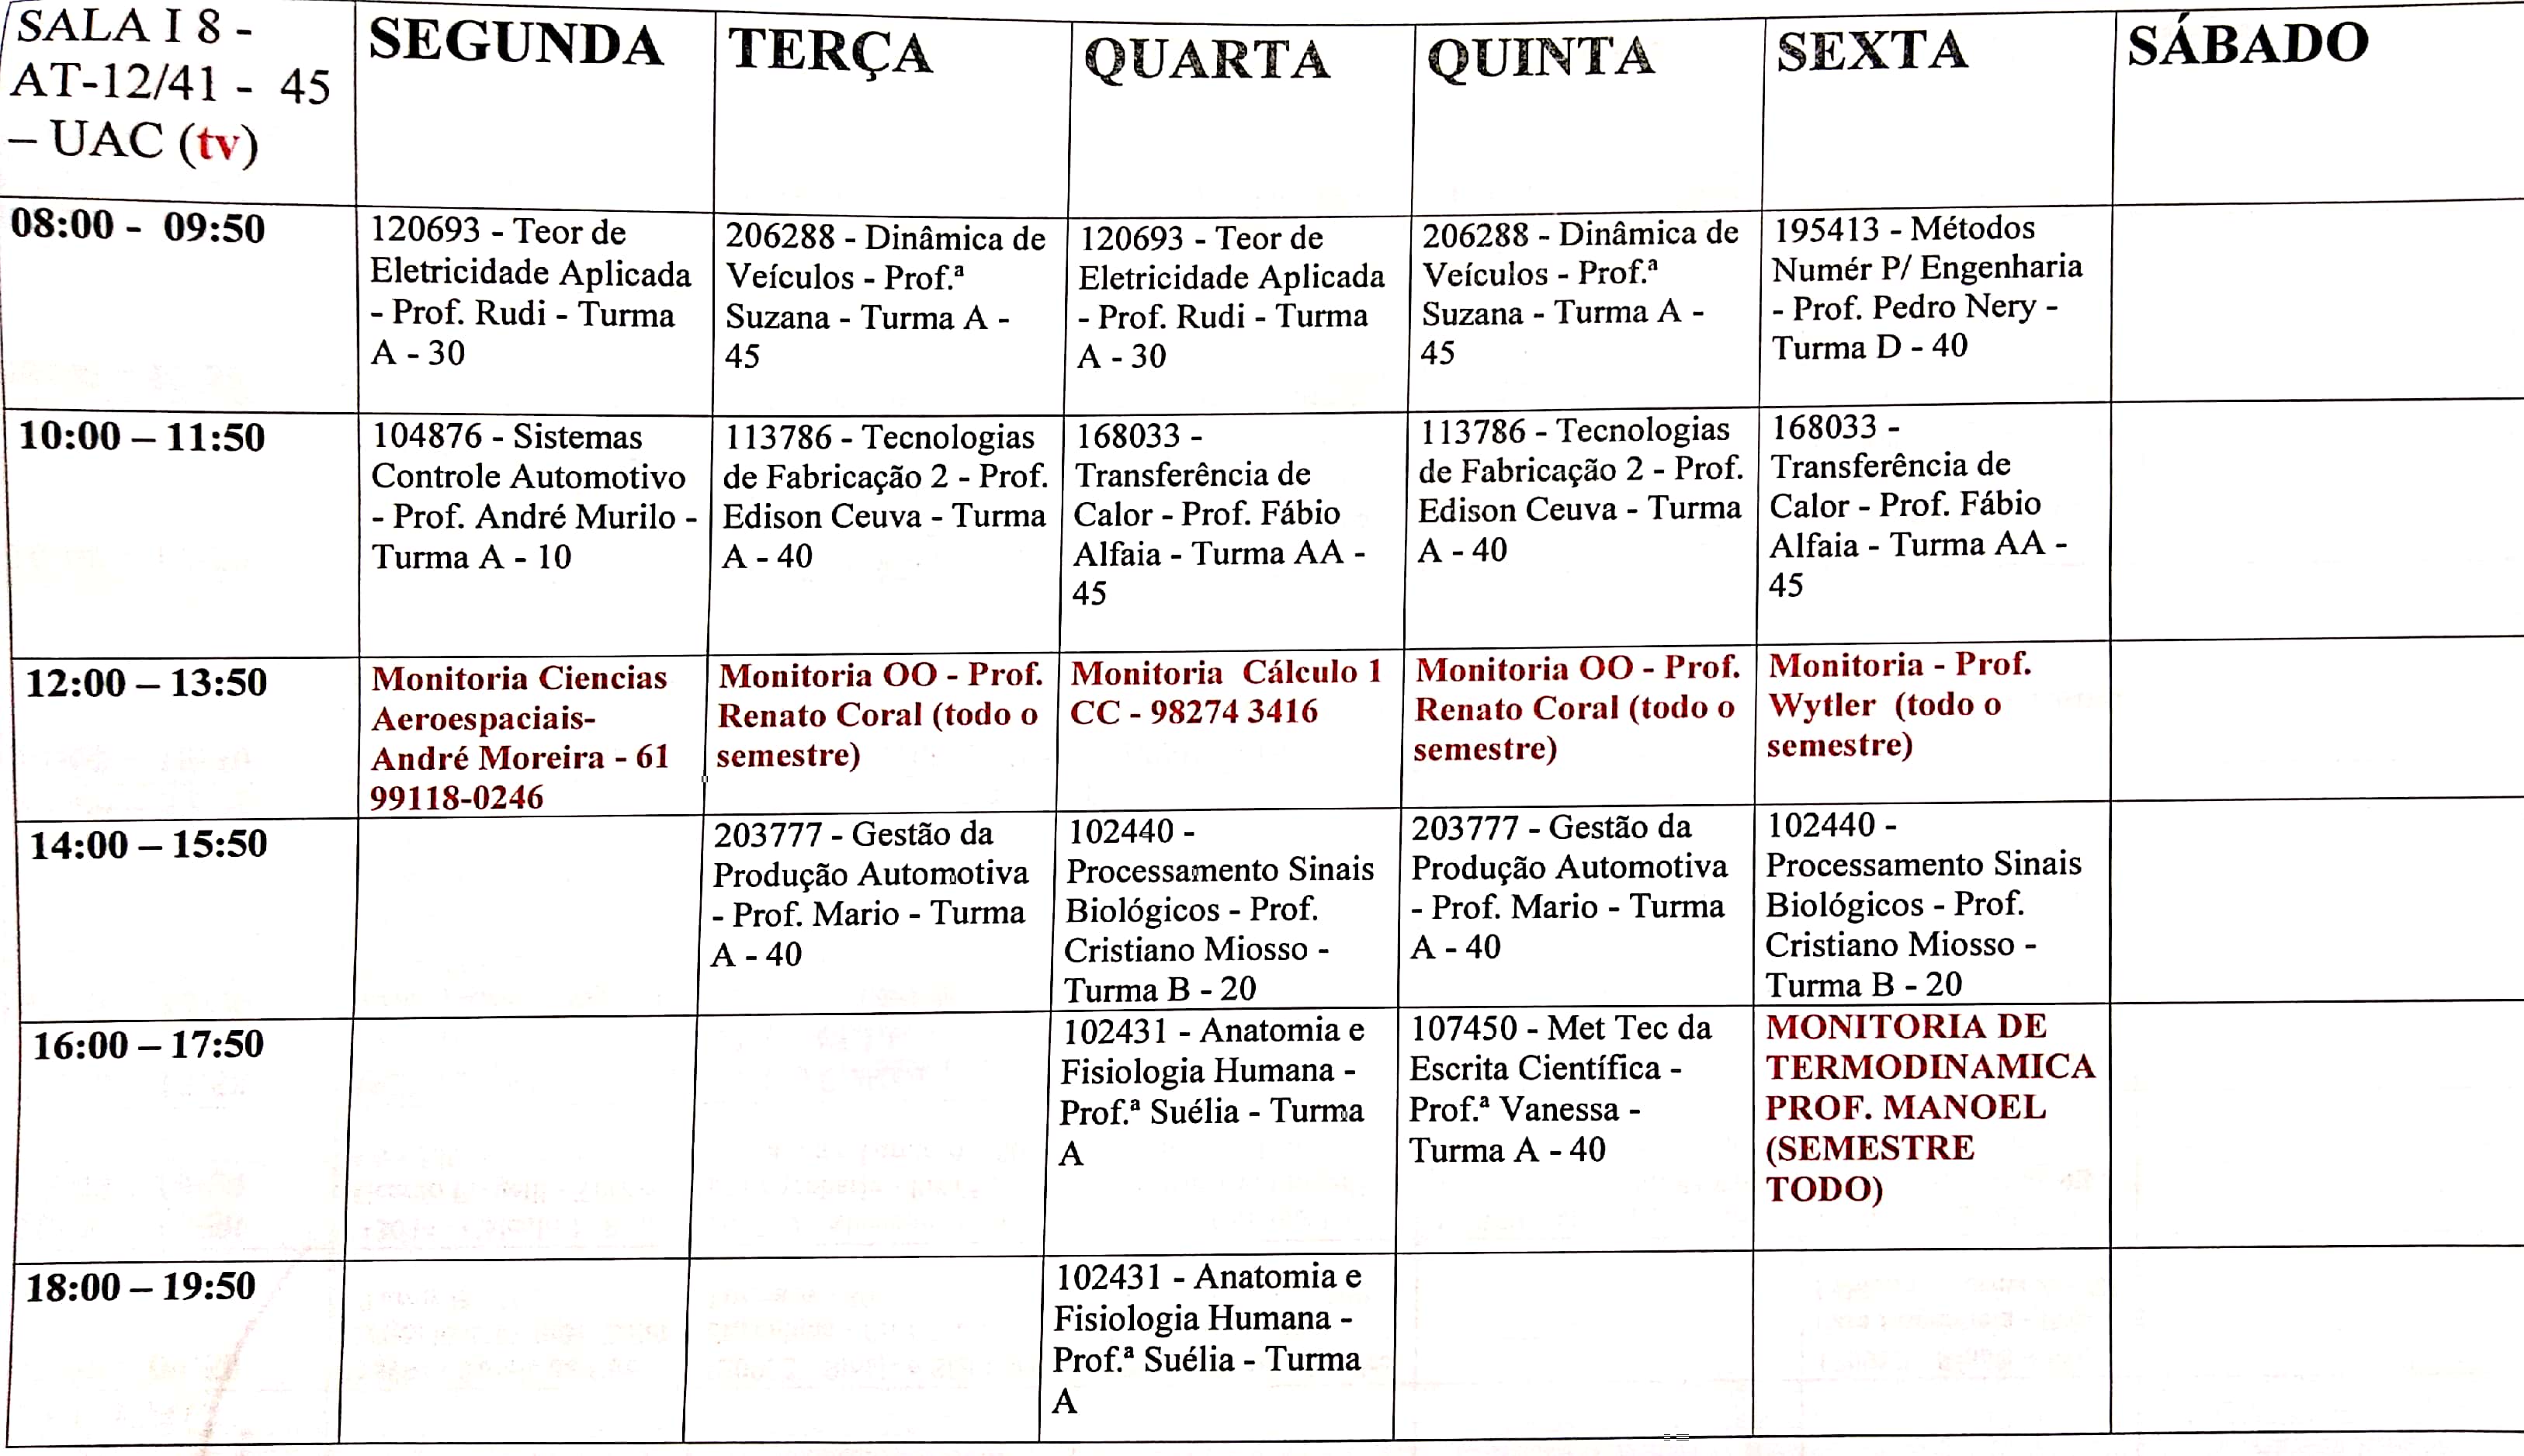 SALA I 8 -
AT-12/41 - 45
– UAC (tv)
SEGUNDA
TERÇA
QUARTA
QUINTA
SEXTA
SÁBADO
08:00 - 09:50
120693 - Teor de
Eletricidade Aplicada
- Prof. Rudi - Turma
A - 30
206288 - Dinâmica de
Veículos - Prof.ª
Suzana - Turma A -
45
120693 - Teor de
Eletricidade Aplicada
- Prof. Rudi - Turma
A - 30
206288 - Dinâmica de
Veículos - Prof.ª
Suzana - Turma A -
45
195413 - Métodos
Numér P/ Engenharia
- Prof. Pedro Nery -
Turma D - 40
10:00 – 11:50
104876 - Sistemas
Controle Automotivo
- Prof. André Murilo -
Turma A - 10
113786 - Tecnologias
de Fabricação 2 - Prof.
Edison Ceuva - Turma
A - 40
168033 -
Transferência de
Calor - Prof. Fábio
Alfaia - Turma AA -
45
113786 - Tecnologias
de Fabricação 2 - Prof.
Edison Ceuva - Turma
A - 40
168033 -
Transferência de
Calor - Prof. Fábio
Alfaia - Turma AA -
45
12:00 – 13:50
Monitoria Ciencias
Aeroespaciais-
André Moreira - 61
99118-0246
Monitoria OO - Prof.
Renato Coral (todo o
semestre)
Monitoria Cálculo 1
CC - 98274 3416
Monitoria OO - Prof.
Renato Coral (todo o
semestre)
Monitoria - Prof.
Wytler (todo o
semestre)
14:00 – 15:50
203777 - Gestão da
Produção Automotiva
- Prof. Mario - Turma
A - 40
102440 -
Processamento Sinais
Biológicos - Prof.
Cristiano Miosso -
Turma B - 20
203777 - Gestão da
Produção Automotiva
- Prof. Mario - Turma
A - 40
102440 -
Processamento Sinais
Biológicos - Prof.
Cristiano Miosso -
Turma B - 20
16:00 – 17:50
102431 - Anatomia e
Fisiologia Humana -
Prof.ª Suélia - Turma
A
107450 - Met Tec da
Escrita Científica -
Prof.ª Vanessa -
Turma A - 40
MONITORIA DE
TERMODINAMICA
PROF. MANOEL
(SEMESTRE
TODO)
18:00 – 19:50
102431 - Anatomia e
Fisiologia Humana -
Prof.ª Suélia - Turma
A